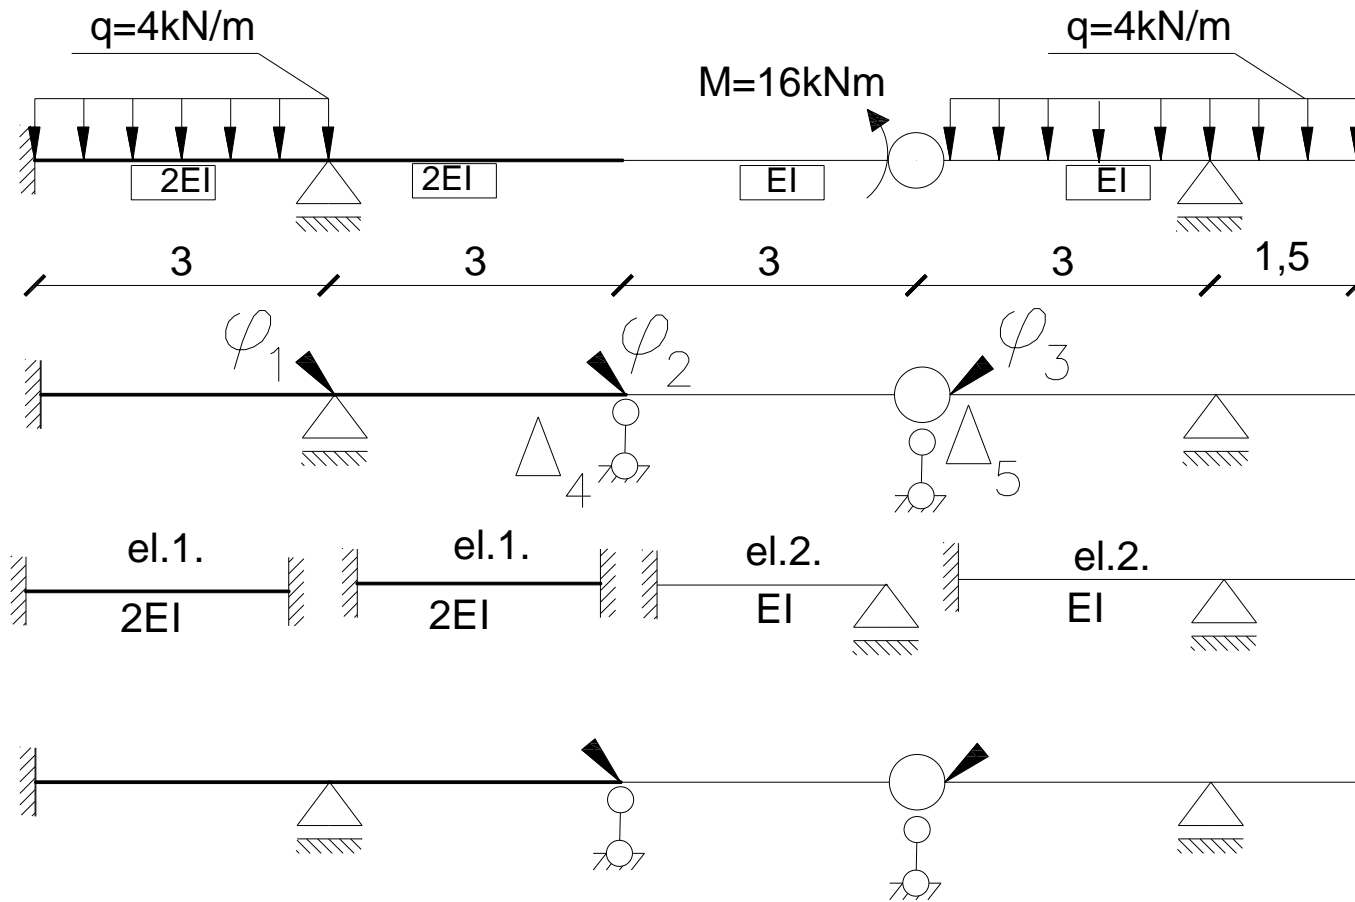 q=4kN/m
q=4kN/m
M=16kNm
2EI
2EI
EI
EI
3
3
3
3
1,5
φ1
φ2
φ3
Δ4
Δ5
el.1.
el.1.
el.2.
el.2.
2EI
2EI
EI
EI